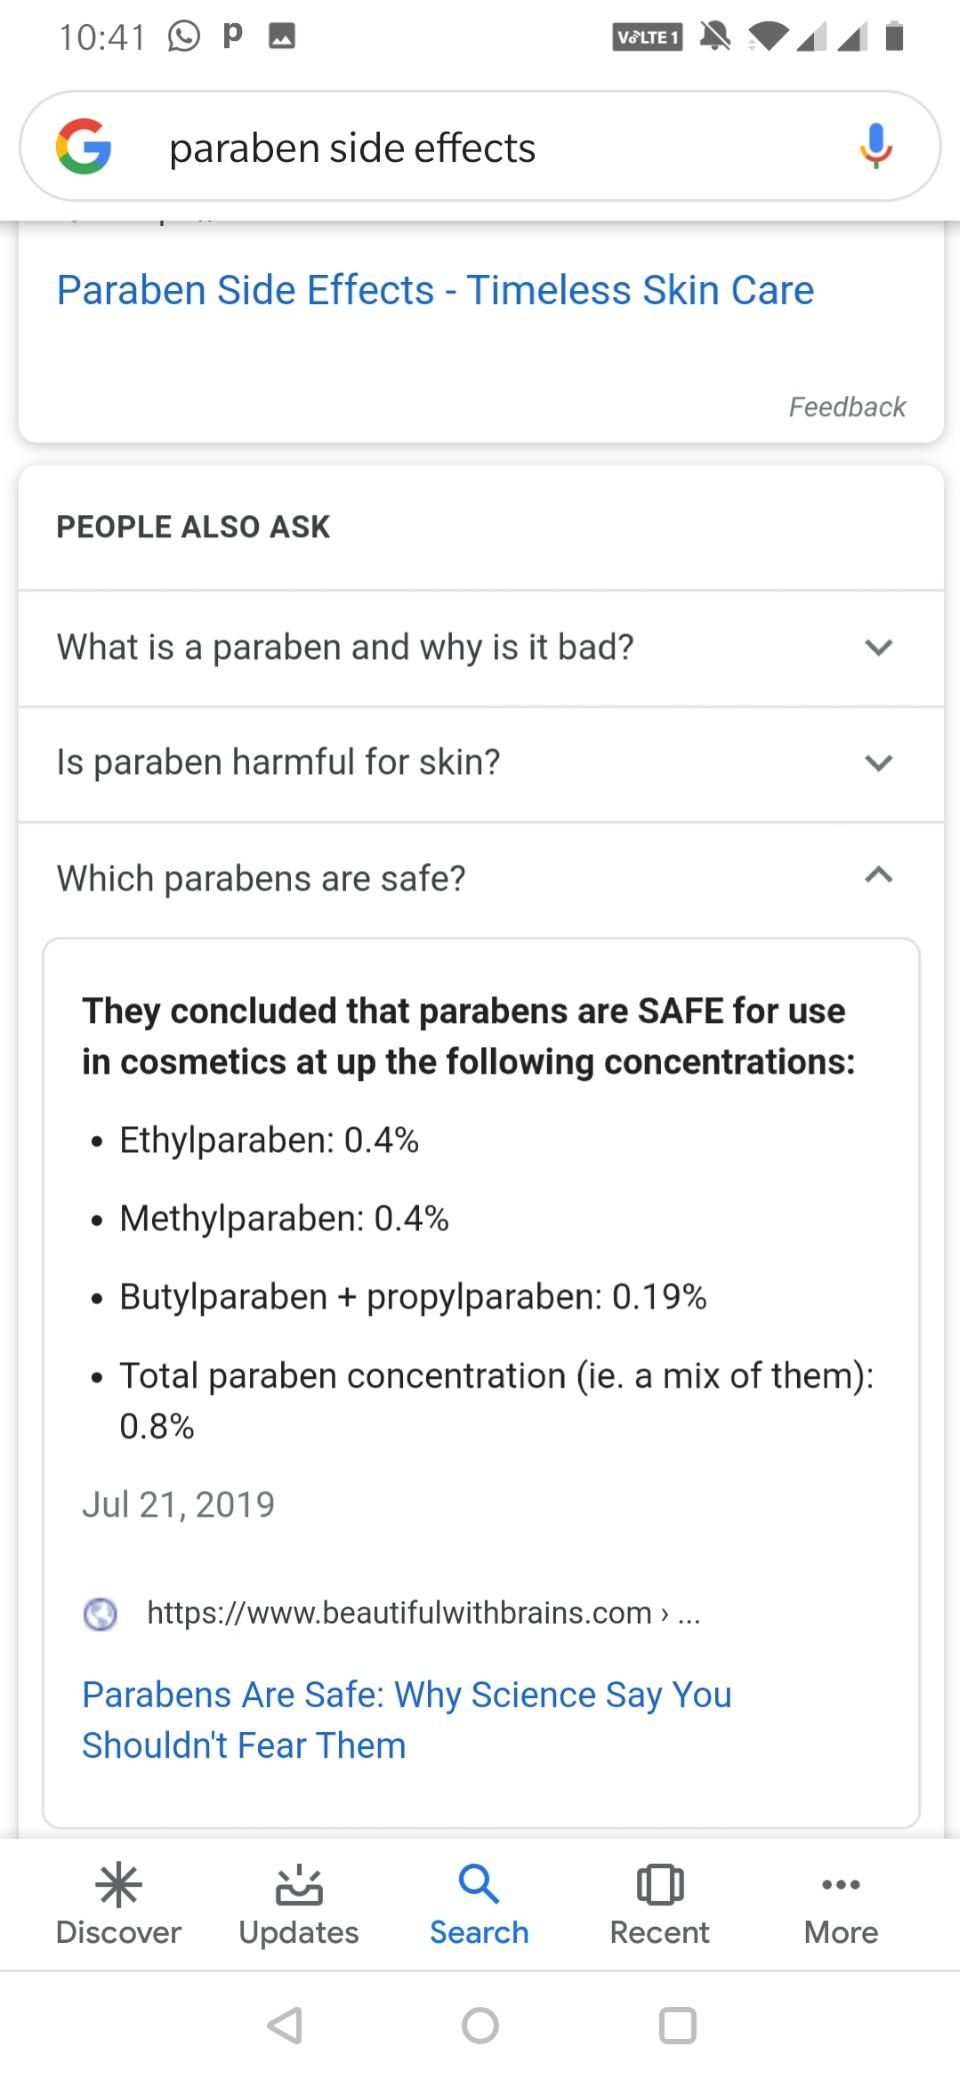 10:41
VoLTE 1
paraben side effects
Paraben Side Effects - Timeless Skin Care
Feedback
PEOPLE ALSO ASK
What is a paraben and why is it bad?
Is paraben harmful for skin?
Which parabens are safe?
They concluded that parabens are SAFE for use
in cosmetics at up the following concentrations:
• Ethylparaben: 0.4%
• Methylparaben: 0.4%
• Butylparaben + propylparaben: 0.19%
• Total paraben concentration (ie. a mix of them):
0.8%
Jul 21, 2019
https://www.beautifulwithbrains.com › ...
Parabens Are Safe: Why Science Say You
Shouldn't Fear Them
Discover Updates Search Recent More